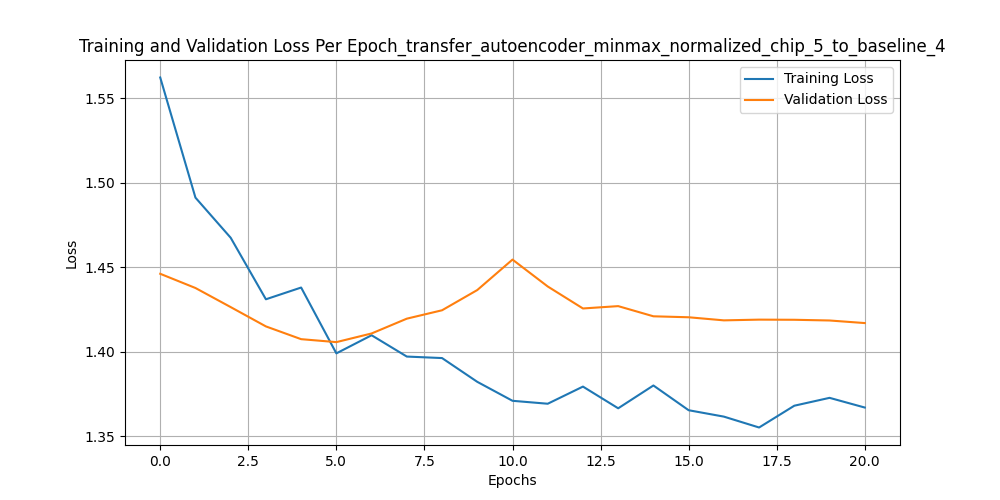 Training and Validation Loss Per Epoch_transfer_autoencoder_minmax_normalized_chip_5_to_baseline_4
Training Loss
Validation Loss
1.55
1.50
1.45
1.40
1.35
Loss
0.0 2.5 5.0 7.5 10.0 12.5 15.0 17.5 20.0
Epochs